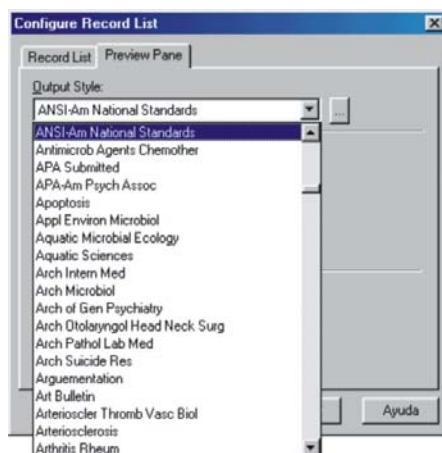 Configure Record List
Record List Preview Pane
Output Style:
ANSI-Am National Standards
...
ANSI-Am National Standards
Antimicrob Agents Chemother
APA Submitted
APA-Am Psych Assoc
Apoptosis
Appl Environ Microbiol
Aquatic Microbial Ecology
Aquatic Sciences
Arch Intern Med
Arch Microbiol
Arch of Gen Psychiatry
Arch Otolaryngol Head Neck Surg
Arch Pathol Lab Med
Arch Suicide Res
Arguementation
Art Bulletin
Arterioscler Thromb Vasc Biol
Ayuda
Arteriosclerosis
Arthritis Rheum